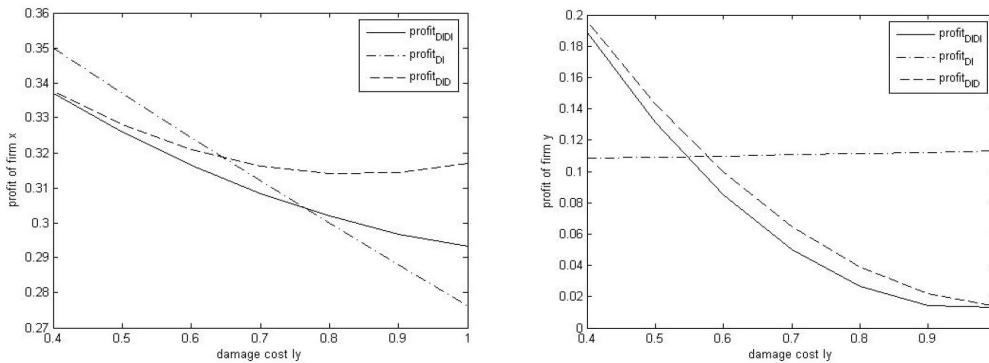 0.36
0.35
0.34
0.33
0.32
0.31
0.3
0.29
0.28
0.27
profit of firm x
0.4 0.5 0.6 0.7 0.8 0.9 1
damage cost ly
profit_DIDI
profit_DI
profit_DID
0.2
0.18
0.16
0.14
0.12
0.1
0.08
0.06
0.04
0.02
0
profit of firm y
0.4 0.5 0.6 0.7 0.8 0.9
damage cost ly
profit_DIDI
profit_DI
profit_DID